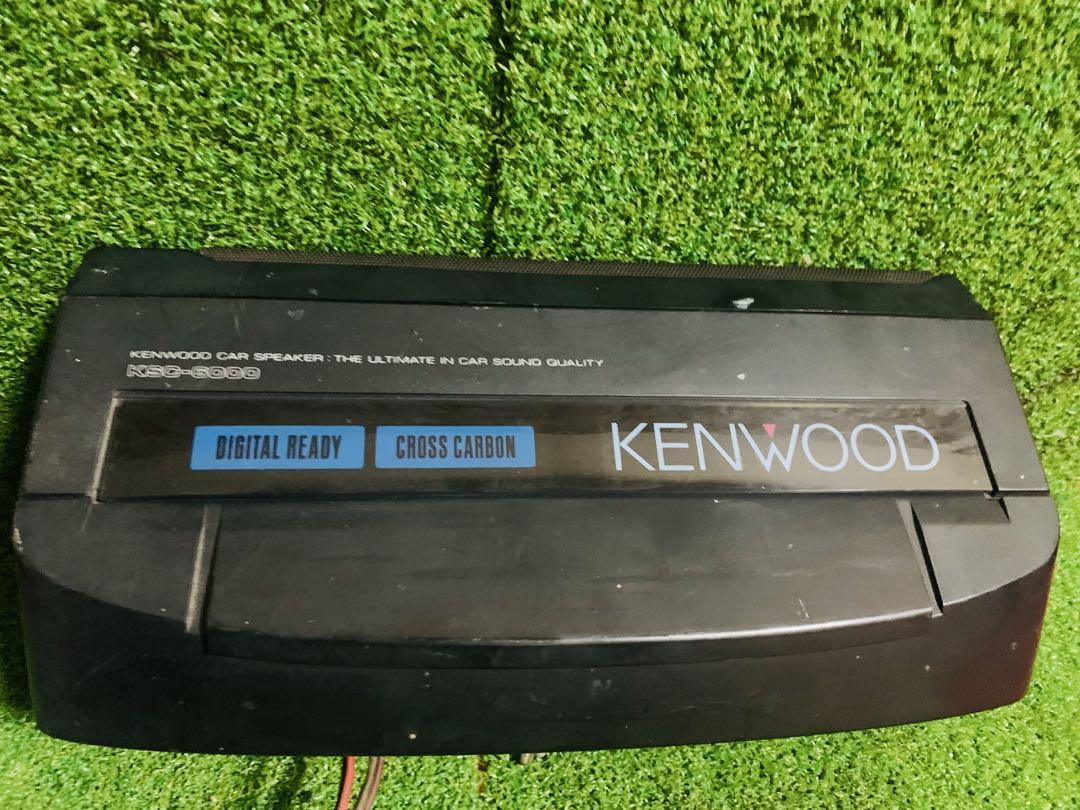 KENWOOD CAR SPEAKER : THE ULTIMATE IN CAR SOUND QUALITY
KSC-6000
DIGITAL READY CROSS CARBON KENWOOD